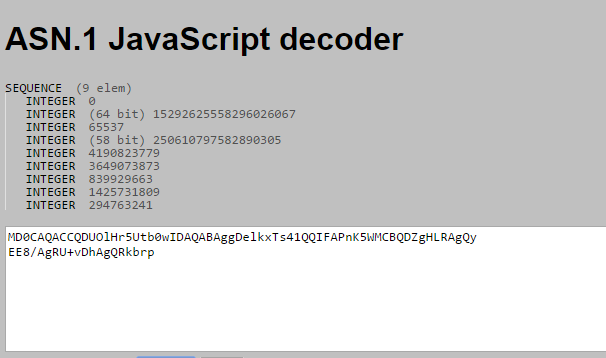 ASN.1 JavaScript decoder
SEQUENCE (9 elem)
INTEGER 0
INTEGER (64 bit) 15292625558296026067
INTEGER 65537
INTEGER (58 bit) 250610797582890305
INTEGER 4190823779
INTEGER 3649073873
INTEGER 839929663
INTEGER 1425731809
INTEGER 294763241
MD0CAQACCQDUOlHr5Utb0wIDAQABAggDelkxTs41QQIFAPnK5WMCBQDZgHLRAgQy
EE8/AgRU+vDhAgQRkbrp